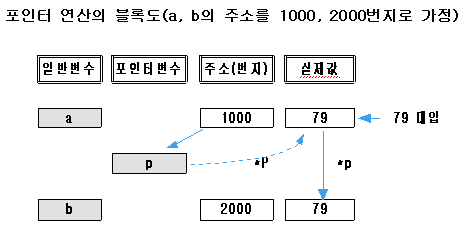 포인터 연산의 블록도(a, b의 주소를 1000, 2000번지로 가정)
일반변수 포인터변수 주소(번지) 실제값
a 1000 79 79 대입
p *p *p
b 2000 79